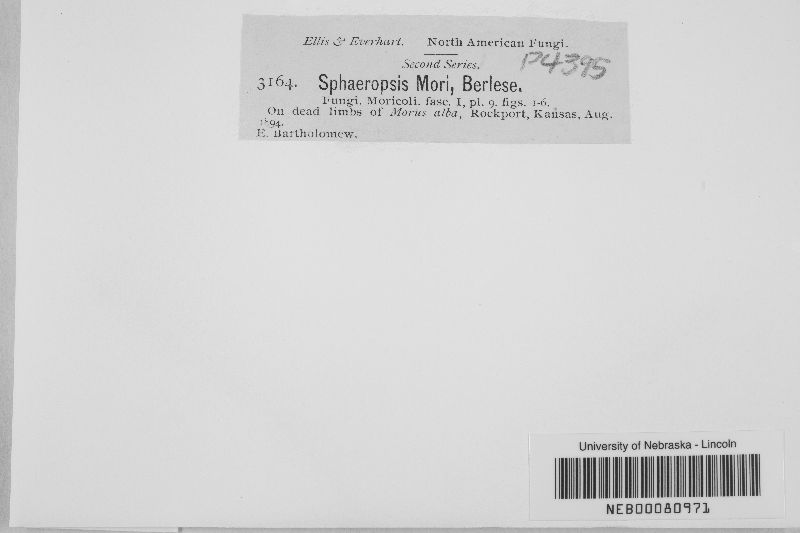 Ellis & Everhart. North American Fungi.
Second Series.
P4395
3164. Sphaeropsis Mori, Berlese.
Fungi. Moricoli. fasc. I, pl. 9. figs. 1-6.
On dead limbs of Morus alba, Rockport, Kansas, Aug.
1894.
E. Bartholomew.
University of Nebraska - Lincoln
NEB00080971